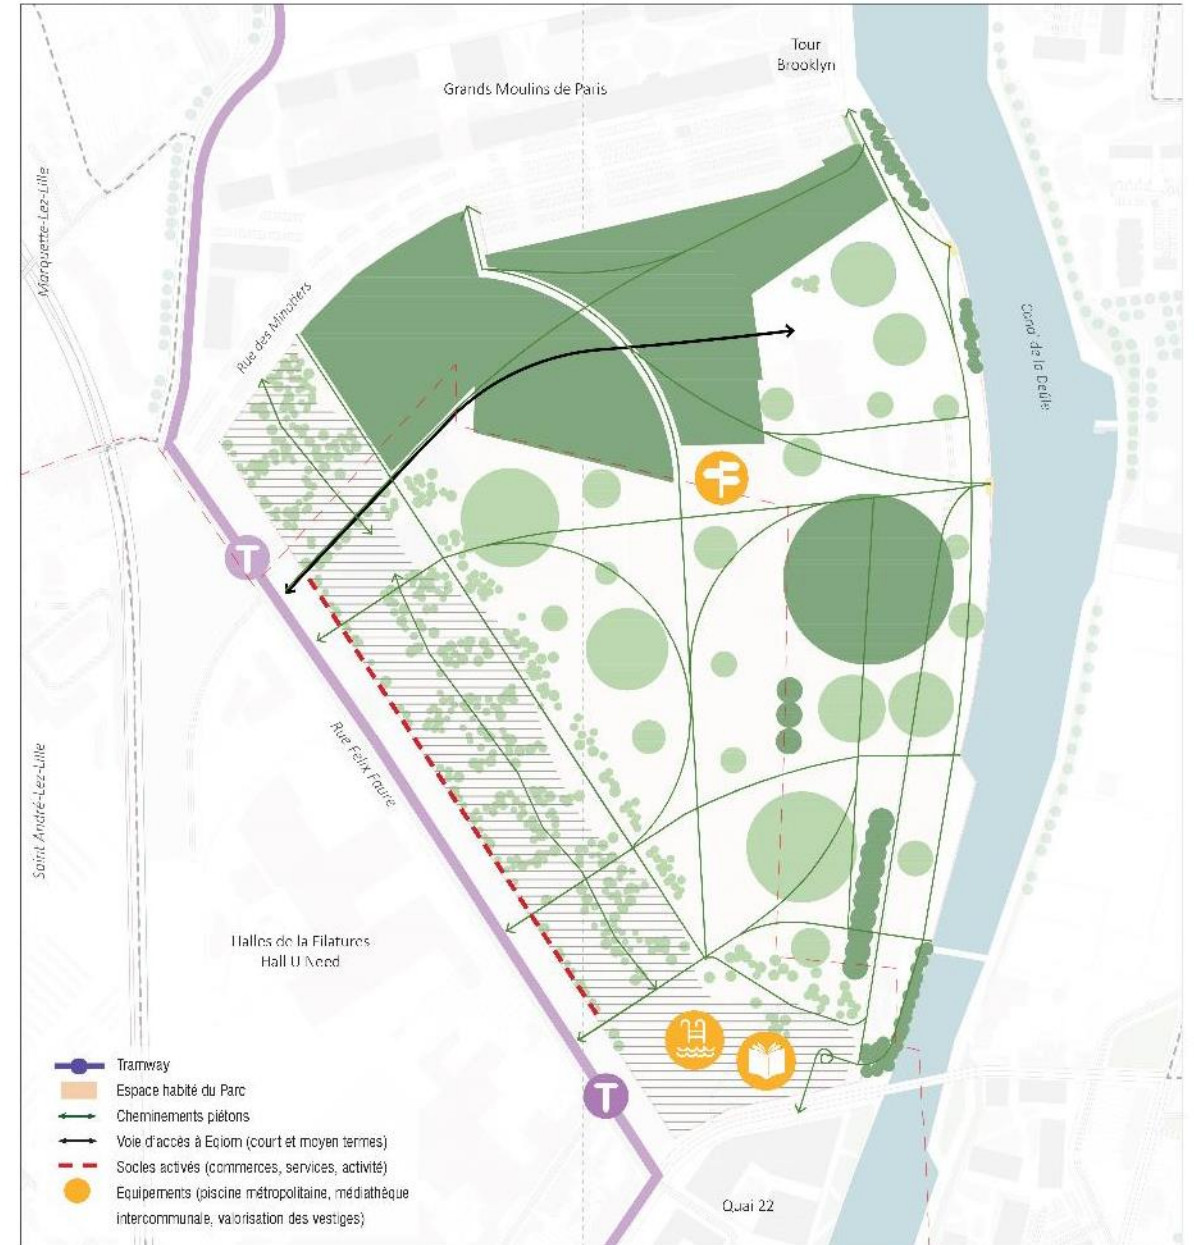 Tour
Brooklyn
Grands Moulins de Paris
Marquette-Lez-Lille
Rue des Minotiers
Canal de la Deûle
T
Rue Felix Faure
Saint André-Lez-Lille
Halles de la Filatures
Hall U Need
T
Quai 22
Tramway
Espace habité du Parc
Cheminements piétons
Voie d'accès à Eqiom (court et moyen termes)
Socles activés (commerces, services, activité)
Equipements (piscine métropolitaine, médiathèque
intercommunale, valorisation des vestiges)